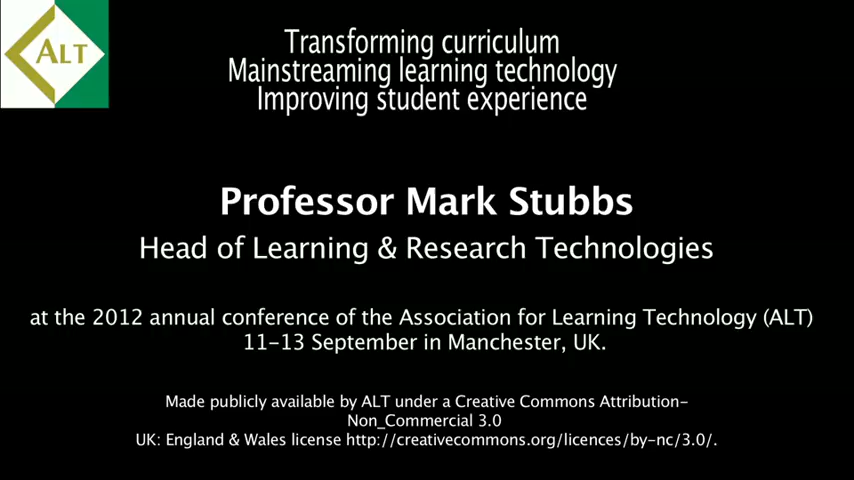 ALT
Transforming curriculum
Mainstreaming learning technology
Improving student experience
Professor Mark Stubbs
Head of Learning & Research Technologies
at the 2012 annual conference of the Association for Learning Technology (ALT)
11-13 September in Manchester, UK.
Made publicly available by ALT under a Creative Commons Attribution-
Non_Commercial 3.0
UK: England & Wales license http://creativecommons.org/licences/by-nc/3.0/.